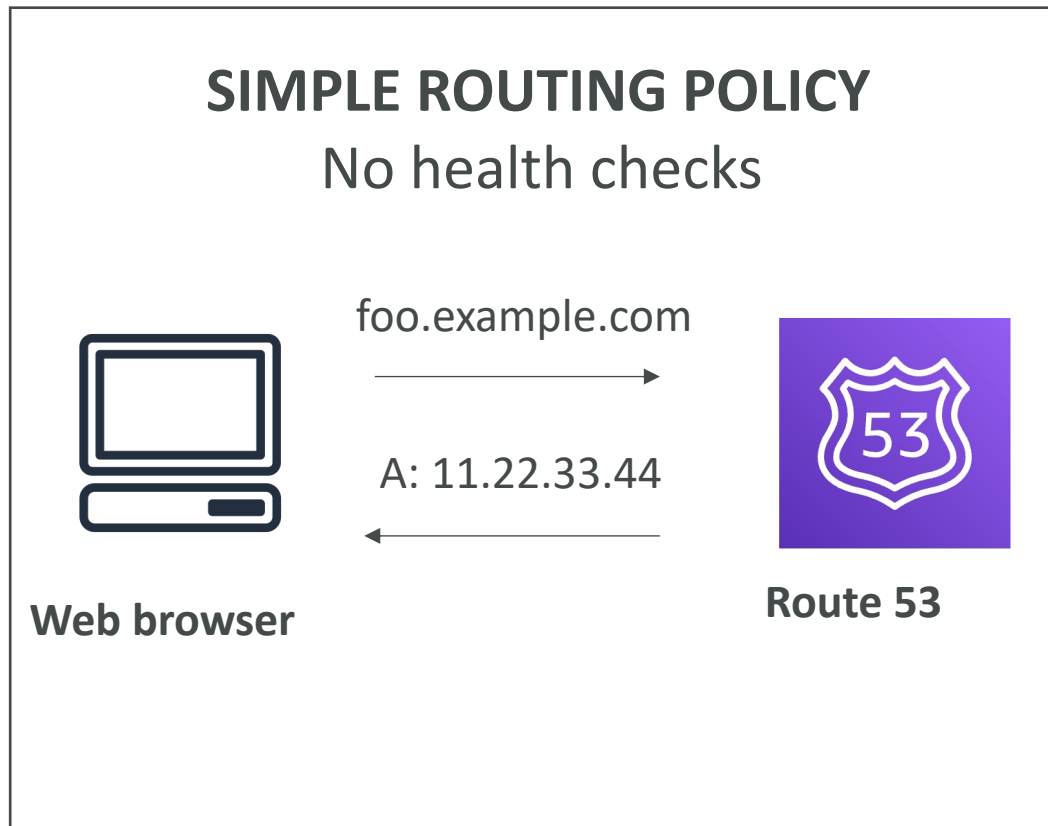 SIMPLE ROUTING POLICY
No health checks
foo.example.com
A: 11.22.33.44
53
Web browser
Route 53